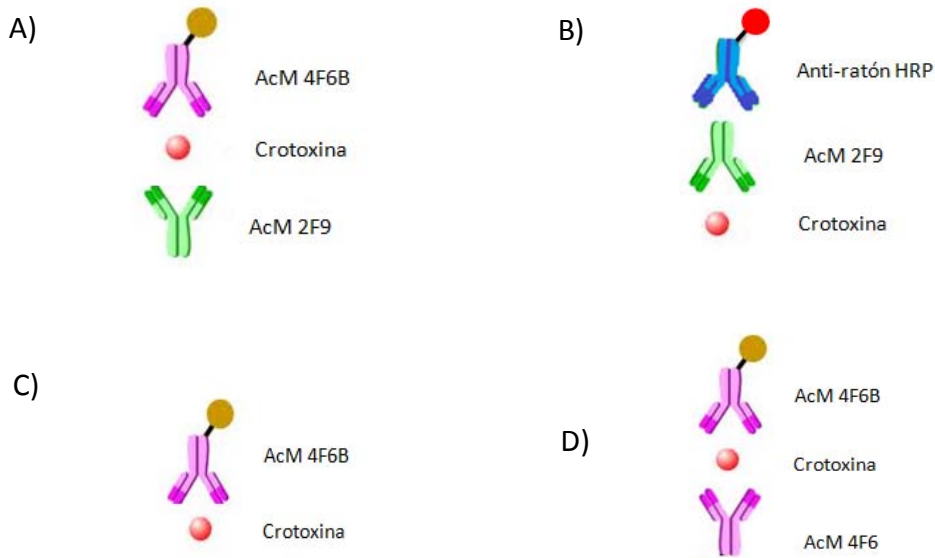 A)
AcM 4F6B
Crotoxina
AcM 2F9
B)
Anti-ratón HRP
AcM 2F9
Crotoxina
C)
AcM 4F6B
Crotoxina
D)
AcM 4F6B
Crotoxina
AcM 4F6